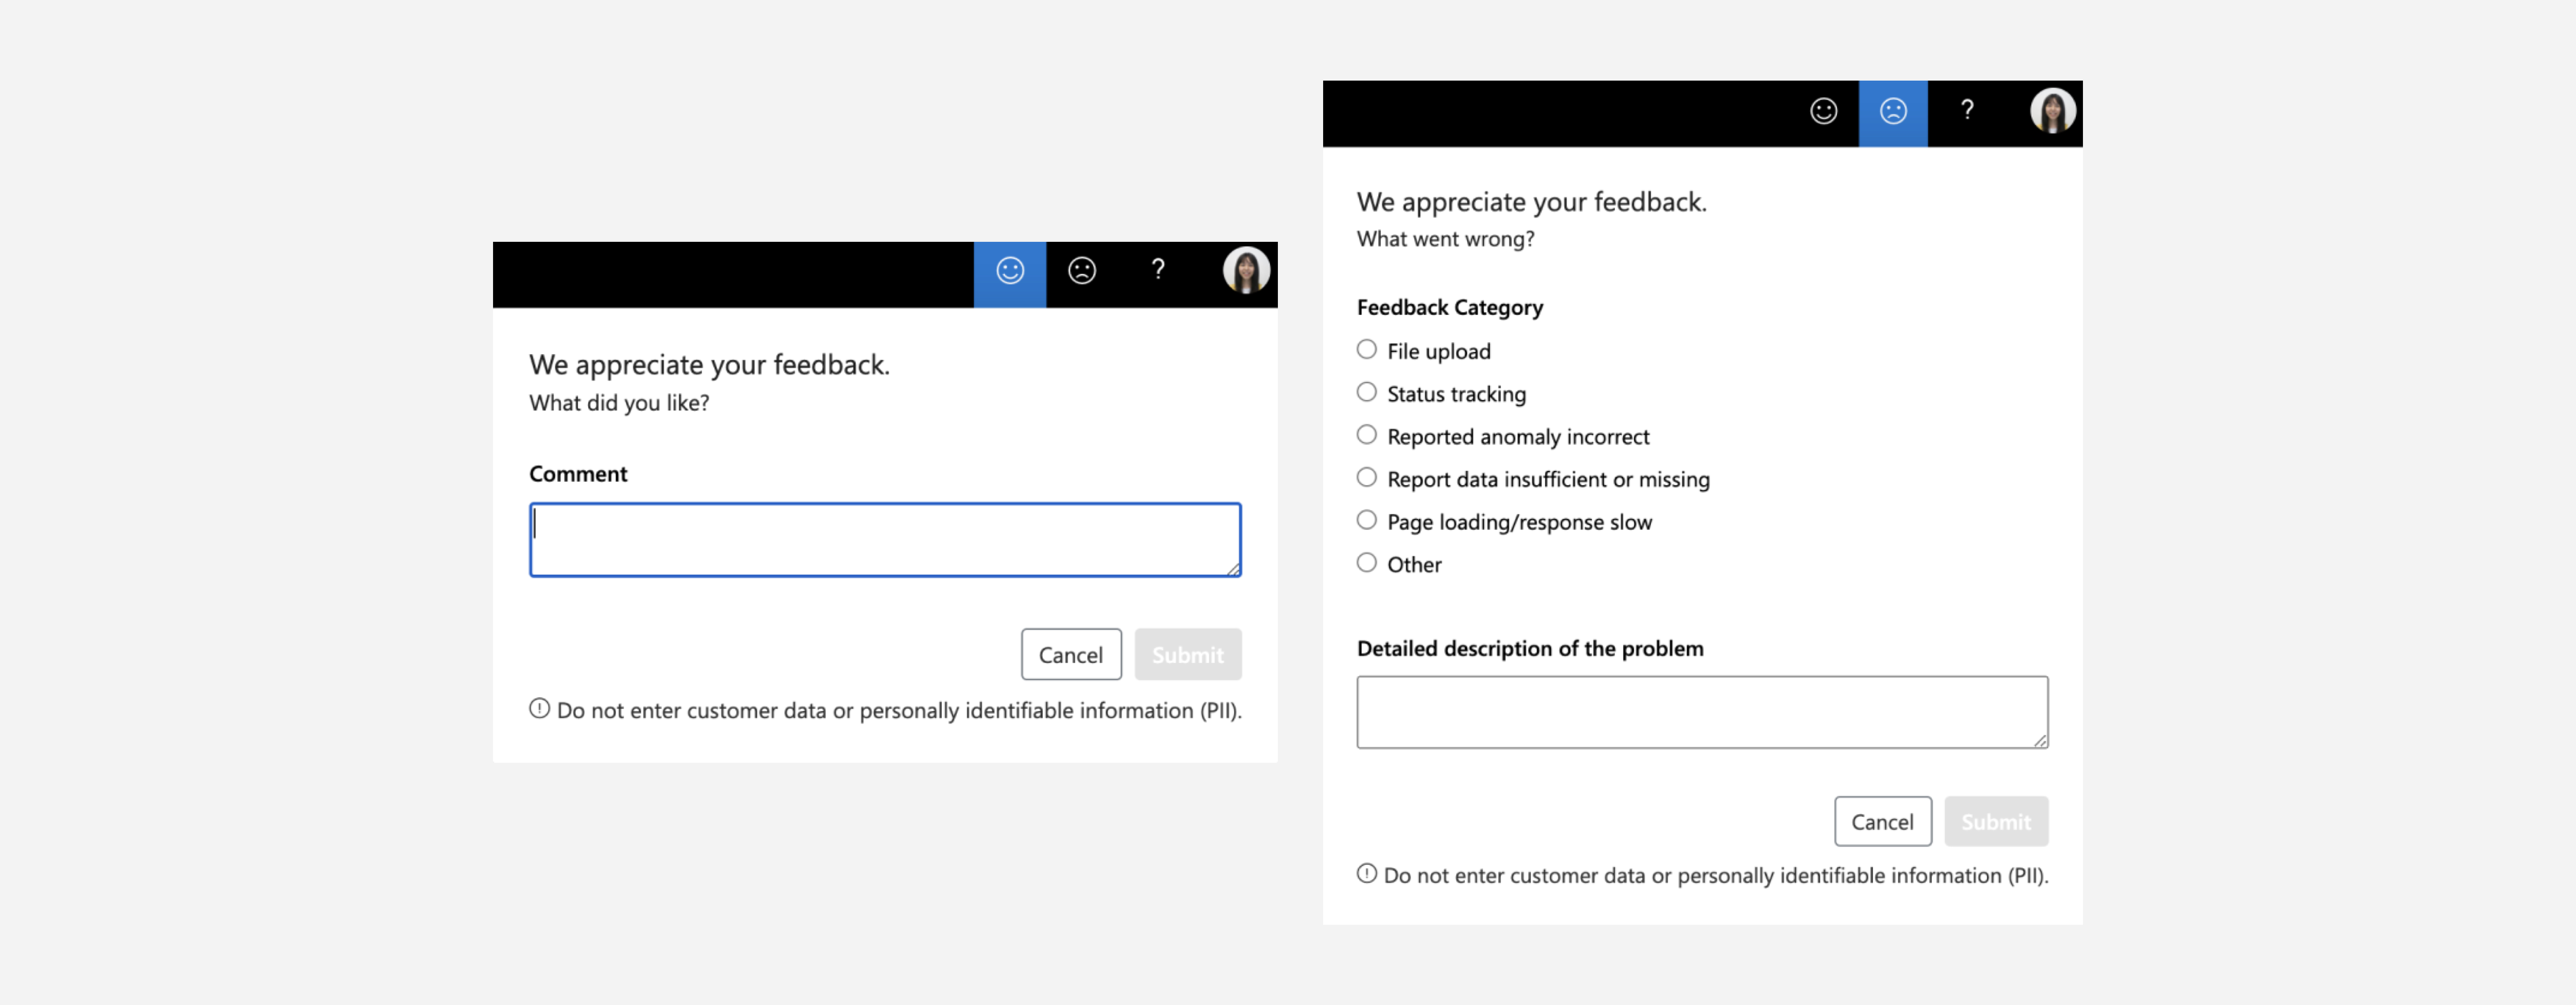 ?
We appreciate your feedback.
What did you like?
Comment
Cancel
Submit
Do not enter customer data or personally identifiable information (PII).
?
We appreciate your feedback.
What went wrong?
Feedback Category
File upload
Status tracking
Reported anomaly incorrect
Report data insufficient or missing
Page loading/response slow
Other
Detailed description of the problem
Cancel
Submit
Do not enter customer data or personally identifiable information (PII).